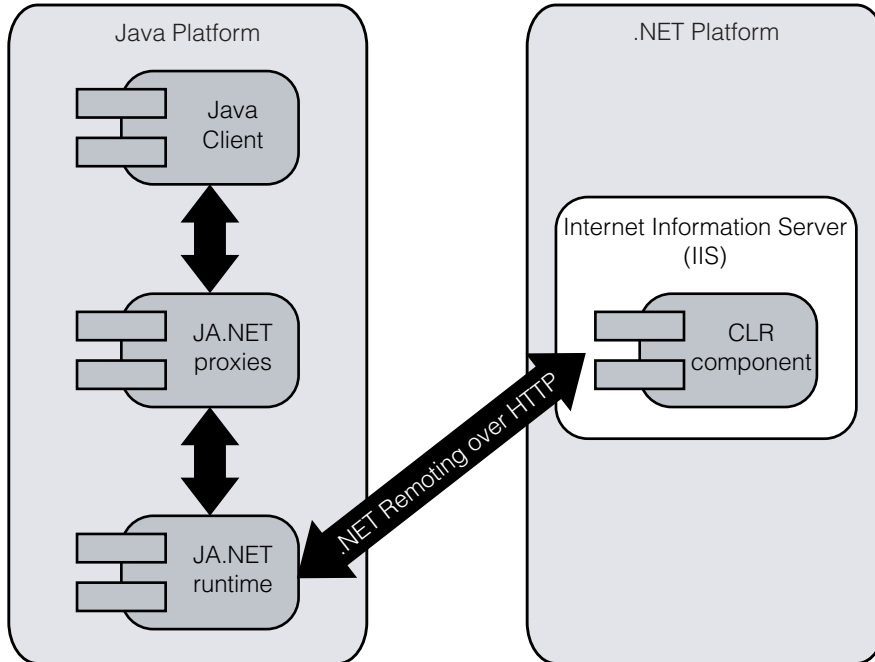 Java Platform
Java
Client
JA.NET
proxies
JA.NET
runtime
.NET Remoting over HTTP
.NET Platform
Internet Information Server
(IIS)
CLR
component